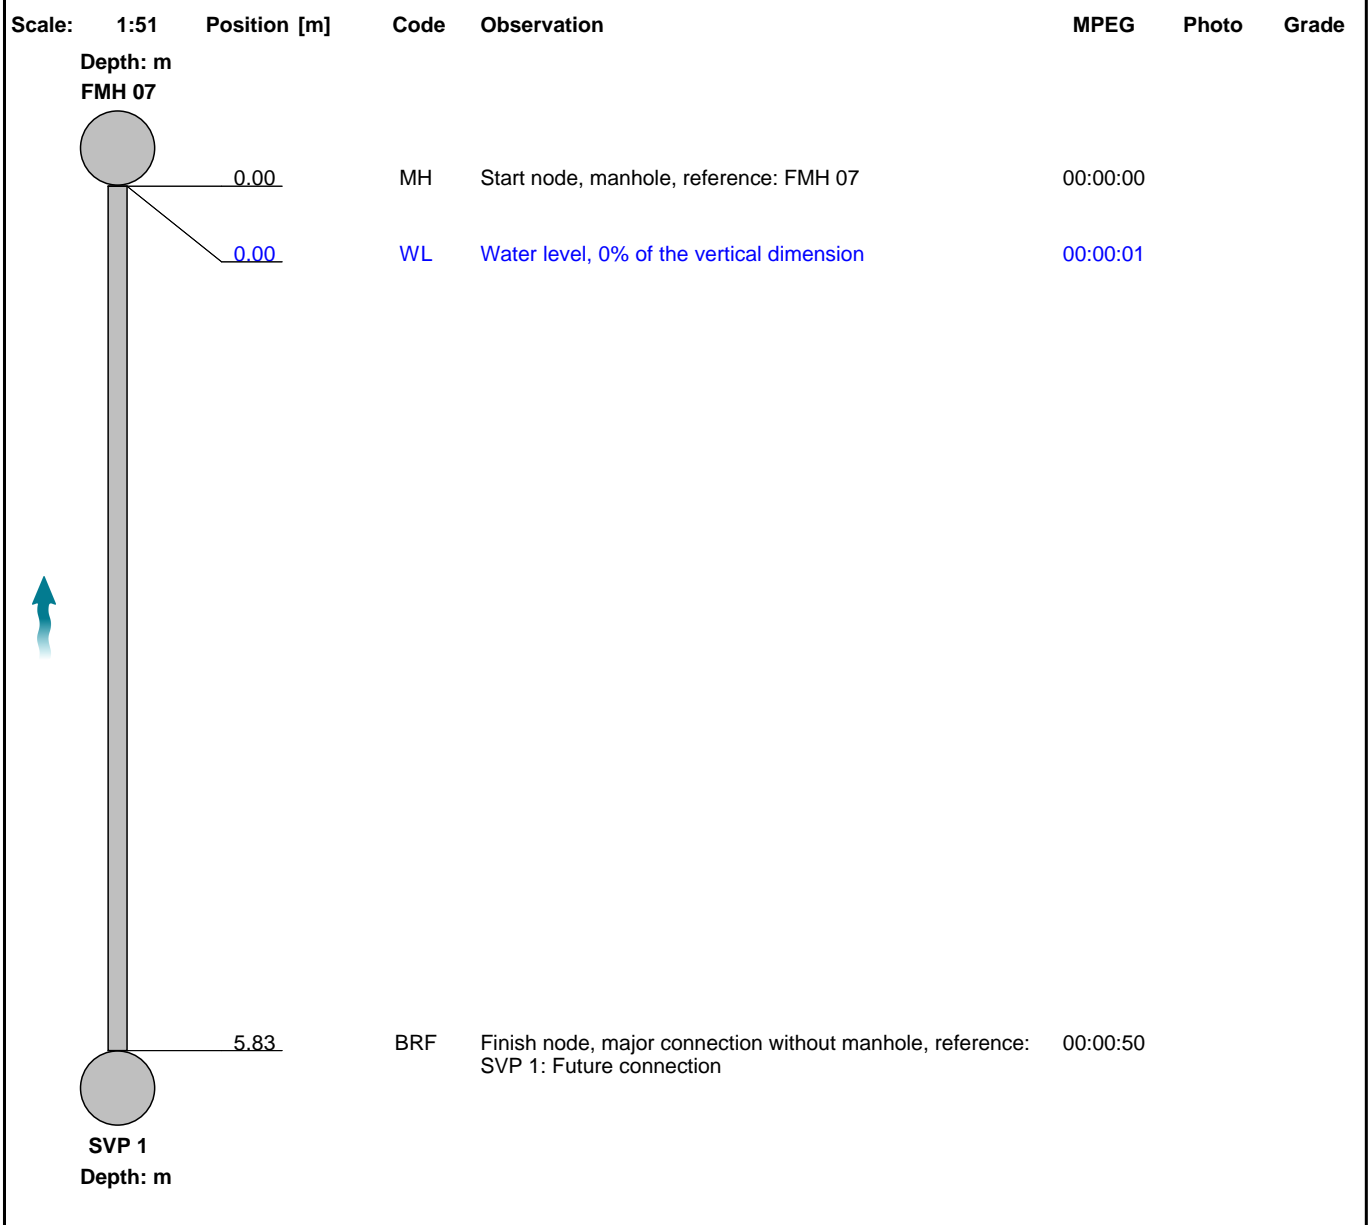 Scale: 1:51 Position [m] Code Observation MPEG Photo Grade
Depth: m
FMH 07
0.00 MH Start node, manhole, reference: FMH 07 00:00:00
0.00 WL Water level, 0% of the vertical dimension 00:00:01
5.83 BRF Finish node, major connection without manhole, reference: 00:00:50
SVP 1: Future connection
SVP 1
Depth: m